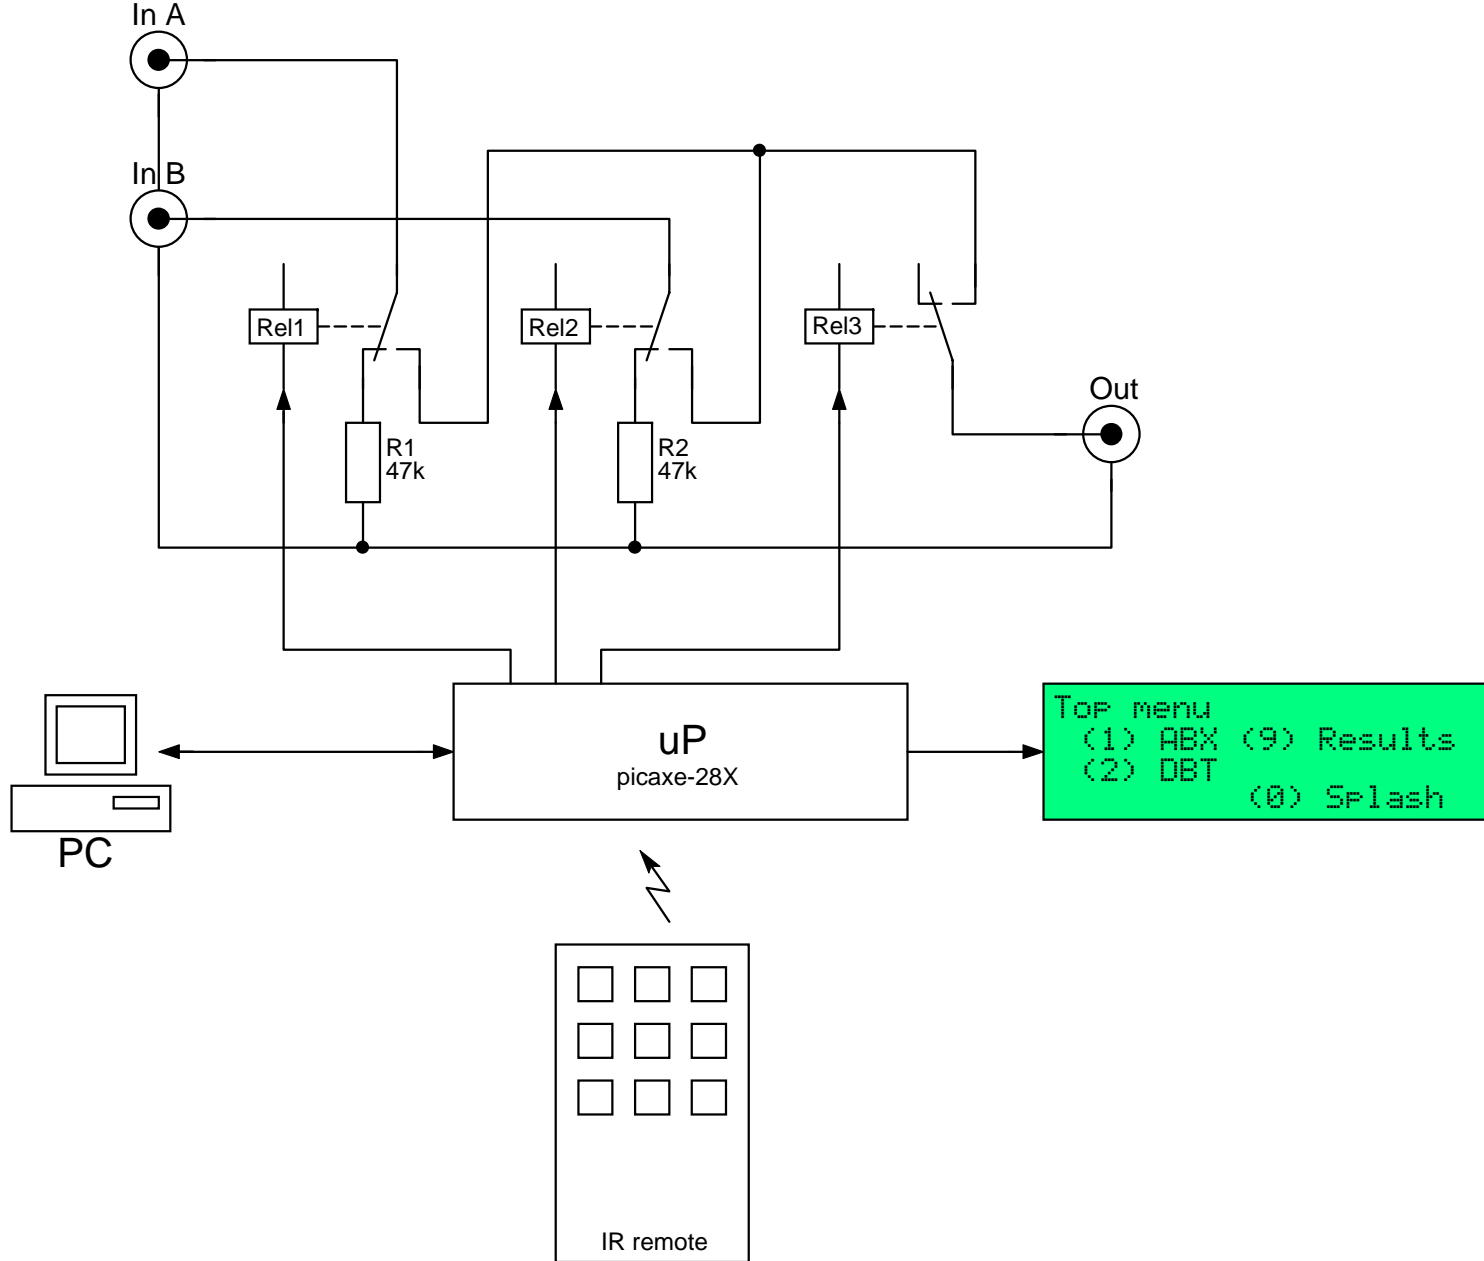 In A
In B
Rel1
Rel2
Rel3
Out
R1
47k
R2
47k
uP
picaxe-28X
Top menu
(1) ABX (9) Results
(2) DBT
(0) Splash
PC
IR remote